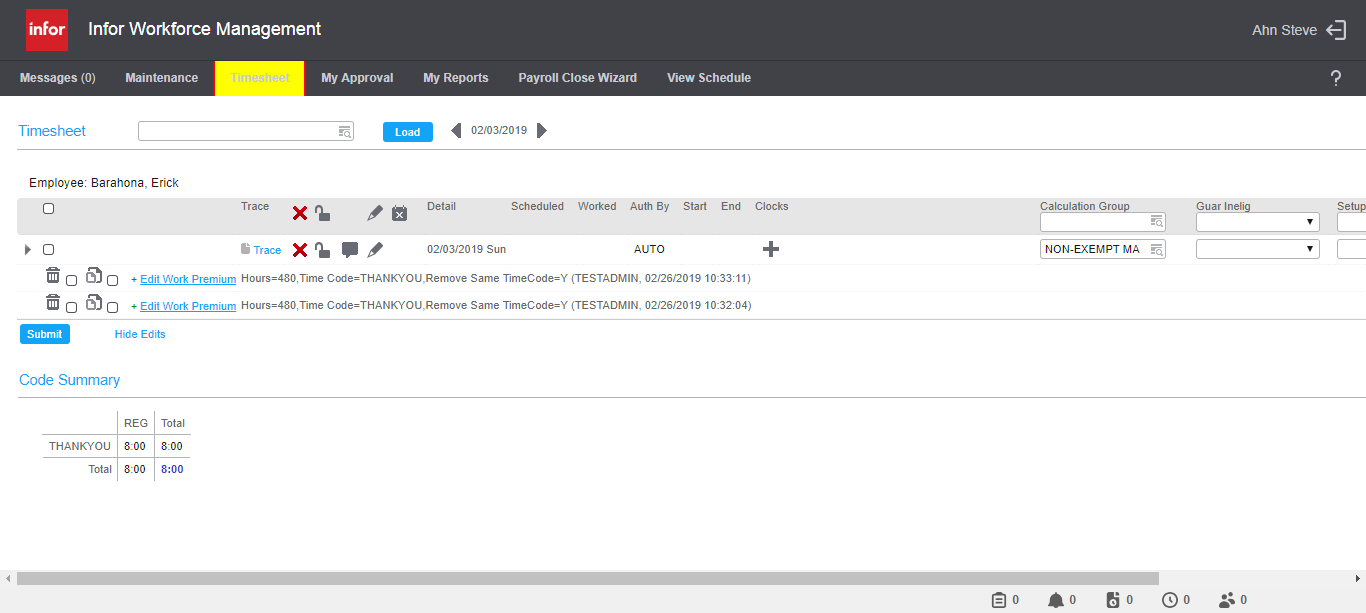 infor Infor Workforce Management Ahn Steve
Messages (0) Maintenance Timesheet My Approval My Reports Payroll Close Wizard View Schedule ?
Timesheet Load 02/03/2019
Employee: Barahona, Erick
Trace Detail Scheduled Worked Auth By Start End Clocks Calculation Group Guar Inelig Setup
Trace 02/03/2019 Sun AUTO NON-EXEMPT MA
+ Edit Work Premium Hours=480,Time Code=THANKYOU,Remove Same TimeCode=Y (TESTADMIN, 02/26/2019 10:33:11)
+ Edit Work Premium Hours=480,Time Code=THANKYOU,Remove Same TimeCode=Y (TESTADMIN, 02/26/2019 10:32:04)
Submit Hide Edits
Code Summary
REG Total
THANKYOU 8:00 8:00
Total 8:00 8:00
0 0 0 0 0